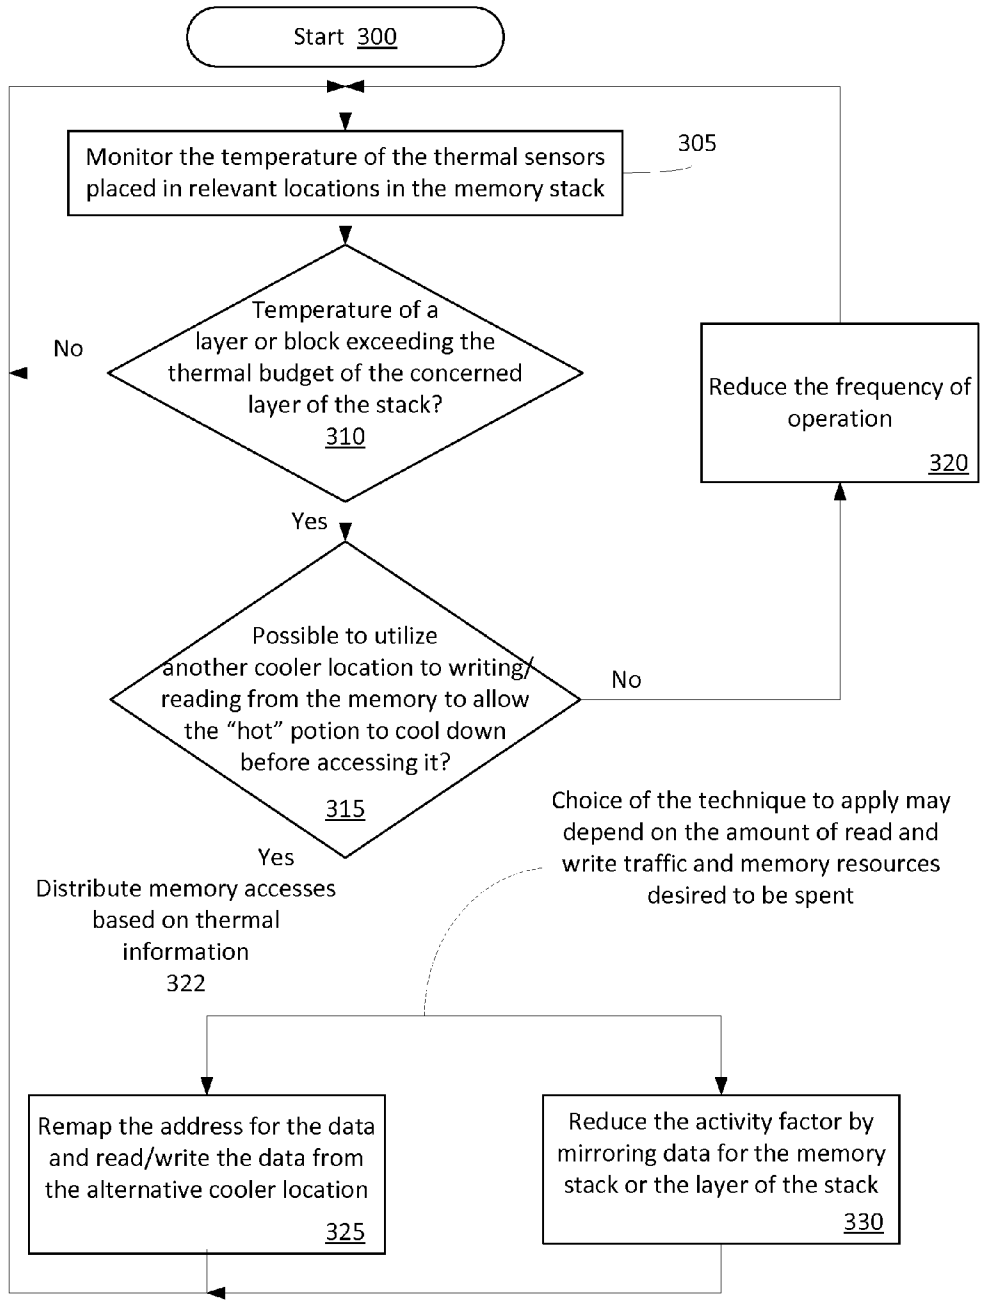 Start 300
Monitor the temperature of the thermal sensors
placed in relevant locations in the memory stack
305
Temperature of a
layer or block exceeding the
thermal budget of the concerned
layer of the stack?
310
No
Reduce the frequency of
operation
320
Yes
Possible to utilize
another cooler location to writing/
reading from the memory to allow
the “hot” potion to cool down
before accessing it?
315
No
Yes
Distribute memory accesses
based on thermal
information
322
Choice of the technique to apply may
depend on the amount of read and
write traffic and memory resources
desired to be spent
Remap the address for the data
and read/write the data from
the alternative cooler location
325
Reduce the activity factor by
mirroring data for the memory
stack or the layer of the stack
330